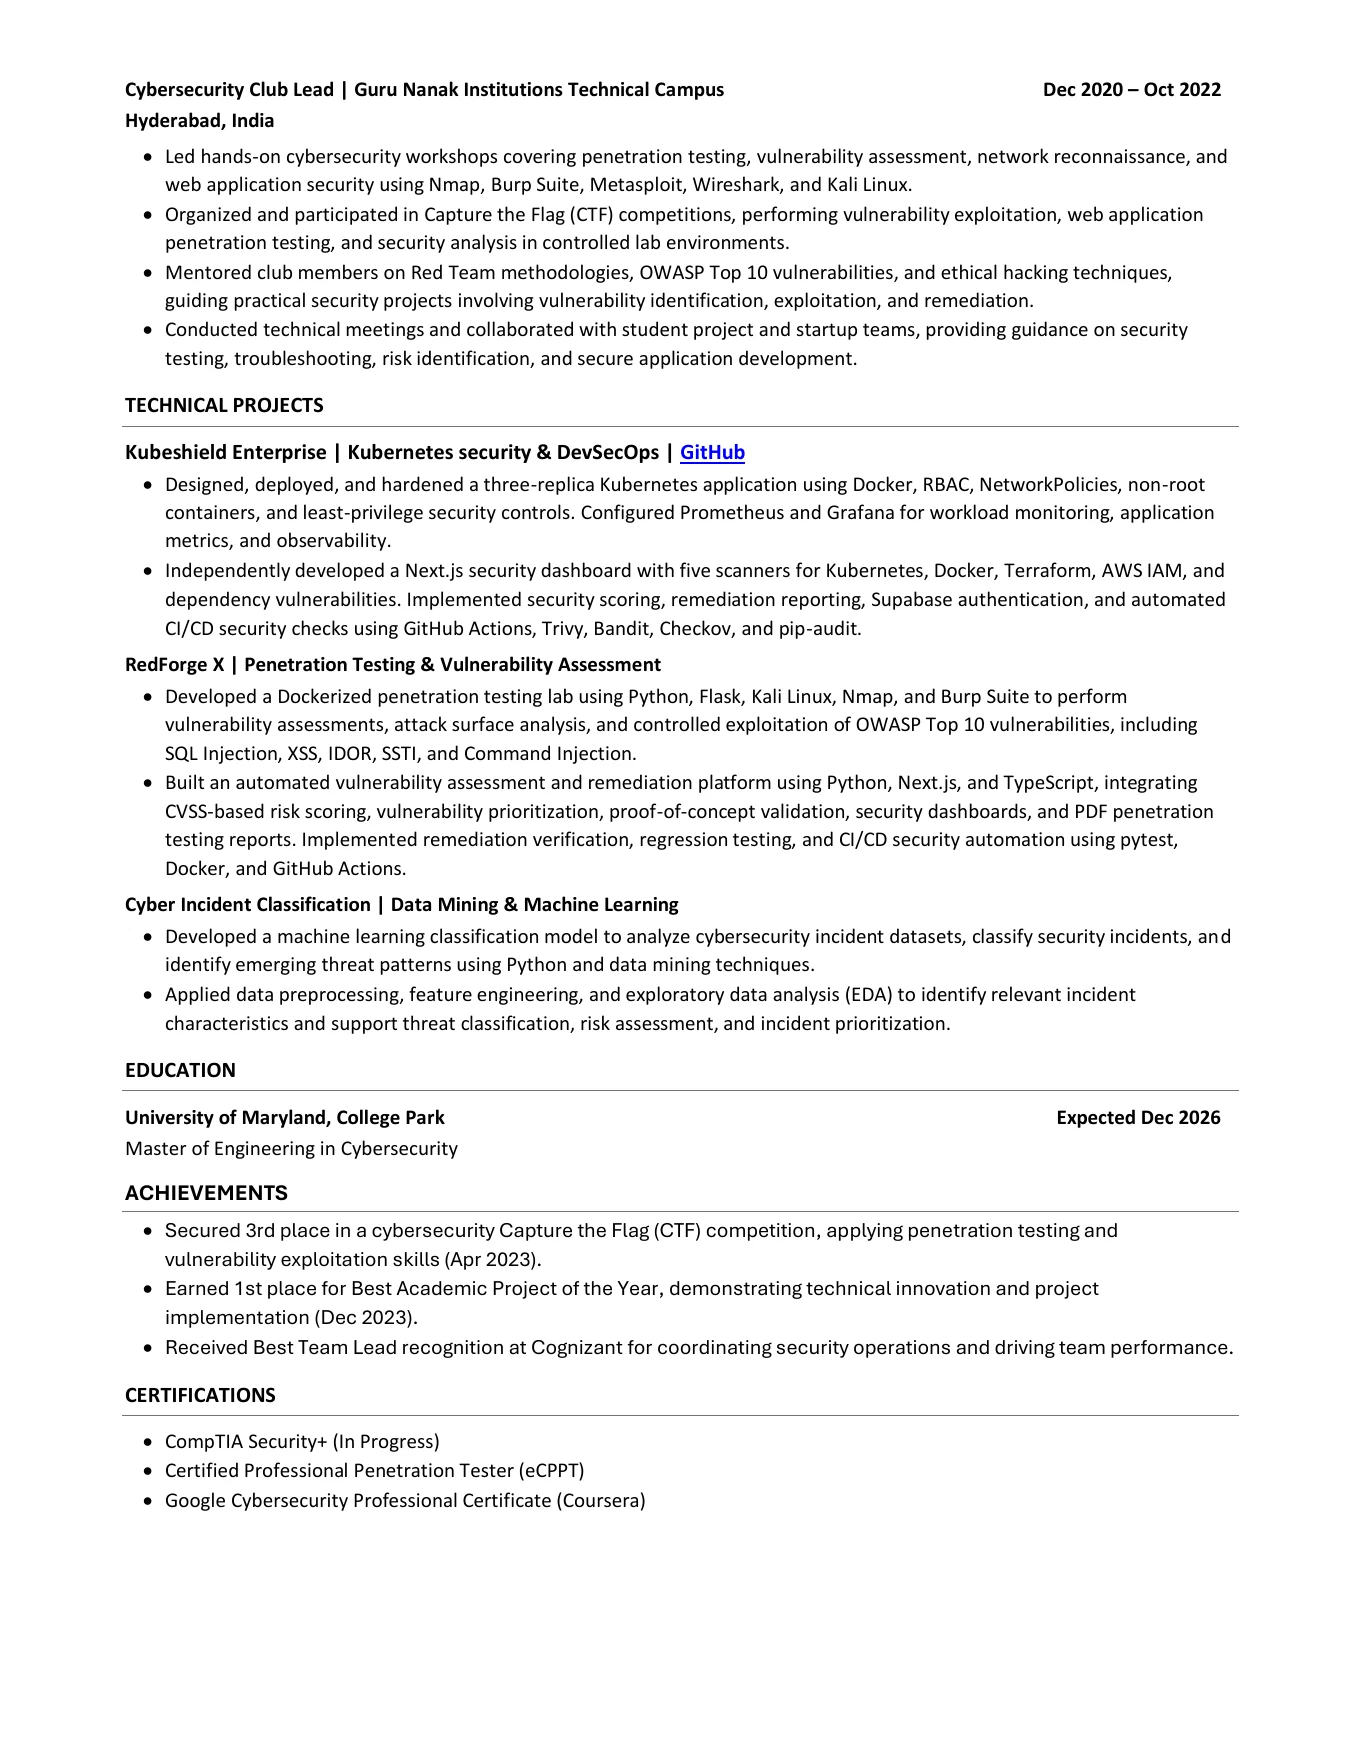 Cybersecurity Club Lead | Guru Nanak Institutions Technical Campus Dec 2020 – Oct 2022
Hyderabad, India
• Led hands-on cybersecurity workshops covering penetration testing, vulnerability assessment, network reconnaissance, and
web application security using Nmap, Burp Suite, Metasploit, Wireshark, and Kali Linux.
• Organized and participated in Capture the Flag (CTF) competitions, performing vulnerability exploitation, web application
penetration testing, and security analysis in controlled lab environments.
• Mentored club members on Red Team methodologies, OWASP Top 10 vulnerabilities, and ethical hacking techniques,
guiding practical security projects involving vulnerability identification, exploitation, and remediation.
• Conducted technical meetings and collaborated with student project and startup teams, providing guidance on security
testing, troubleshooting, risk identification, and secure application development.
TECHNICAL PROJECTS
Kubeshield Enterprise | Kubernetes security & DevSecOps | GitHub
• Designed, deployed, and hardened a three-replica Kubernetes application using Docker, RBAC, NetworkPolicies, non-root
containers, and least-privilege security controls. Configured Prometheus and Grafana for workload monitoring, application
metrics, and observability.
• Independently developed a Next.js security dashboard with five scanners for Kubernetes, Docker, Terraform, AWS IAM, and
dependency vulnerabilities. Implemented security scoring, remediation reporting, Supabase authentication, and automated
CI/CD security checks using GitHub Actions, Trivy, Bandit, Checkov, and pip-audit.
RedForge X | Penetration Testing & Vulnerability Assessment
• Developed a Dockerized penetration testing lab using Python, Flask, Kali Linux, Nmap, and Burp Suite to perform
vulnerability assessments, attack surface analysis, and controlled exploitation of OWASP Top 10 vulnerabilities, including
SQL Injection, XSS, IDOR, SSTI, and Command Injection.
• Built an automated vulnerability assessment and remediation platform using Python, Next.js, and TypeScript, integrating
CVSS-based risk scoring, vulnerability prioritization, proof-of-concept validation, security dashboards, and PDF penetration
testing reports. Implemented remediation verification, regression testing, and CI/CD security automation using pytest,
Docker, and GitHub Actions.
Cyber Incident Classification | Data Mining & Machine Learning
• Developed a machine learning classification model to analyze cybersecurity incident datasets, classify security incidents, and
identify emerging threat patterns using Python and data mining techniques.
• Applied data preprocessing, feature engineering, and exploratory data analysis (EDA) to identify relevant incident
characteristics and support threat classification, risk assessment, and incident prioritization.
EDUCATION
University of Maryland, College Park Expected Dec 2026
Master of Engineering in Cybersecurity
ACHIEVEMENTS
• Secured 3rd place in a cybersecurity Capture the Flag (CTF) competition, applying penetration testing and
vulnerability exploitation skills (Apr 2023).
• Earned 1st place for Best Academic Project of the Year, demonstrating technical innovation and project
implementation (Dec 2023).
• Received Best Team Lead recognition at Cognizant for coordinating security operations and driving team performance.
CERTIFICATIONS
• CompTIA Security+ (In Progress)
• Certified Professional Penetration Tester (eCPPT)
• Google Cybersecurity Professional Certificate (Coursera)